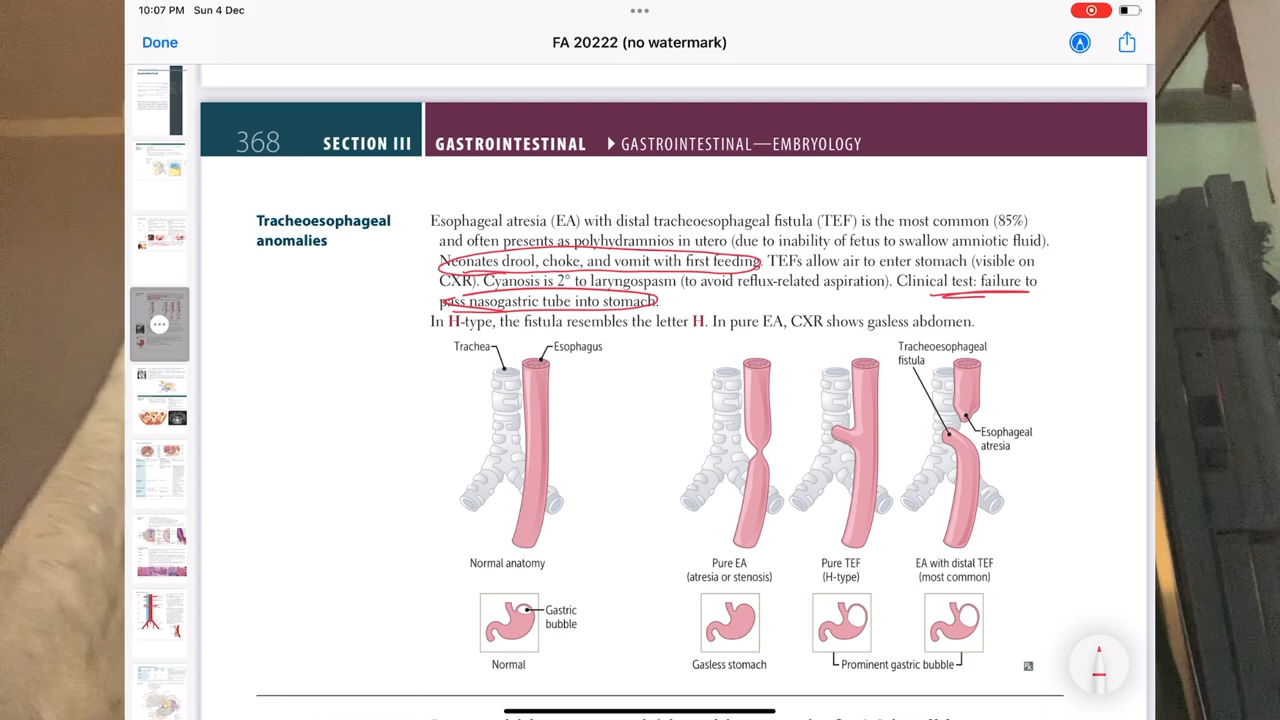 10:07 PM Sun 4 Dec
Done
FA 20222 (no watermark)
368 SECTION III GASTROINTESTINAL ▶ GASTROINTESTINAL—EMBRYOLOGY
Tracheoesophageal
anomalies
Esophageal atresia (EA) with distal tracheoesophageal fistula (TEF) is the most common (85%)
and often presents as polyhydramnios in utero (due to inability of fetus to swallow amniotic fluid).
Neonates drool, choke, and vomit with first feeding. TEFs allow air to enter stomach (visible on
CXR). Cyanosis is 2° to laryngospasm (to avoid reflux-related aspiration). Clinical test: failure to
pass nasogastric tube into stomach.
In H-type, the fistula resembles the letter H. In pure EA, CXR shows gasless abdomen.
Trachea
Esophagus
Tracheoesophageal
fistula
Esophageal
atresia
Normal anatomy
Pure EA
(atresia or stenosis)
Pure TEF
(H-type)
EA with distal TEF
(most common)
Gastric
bubble
Normal
Gasless stomach
Prominent gastric bubble